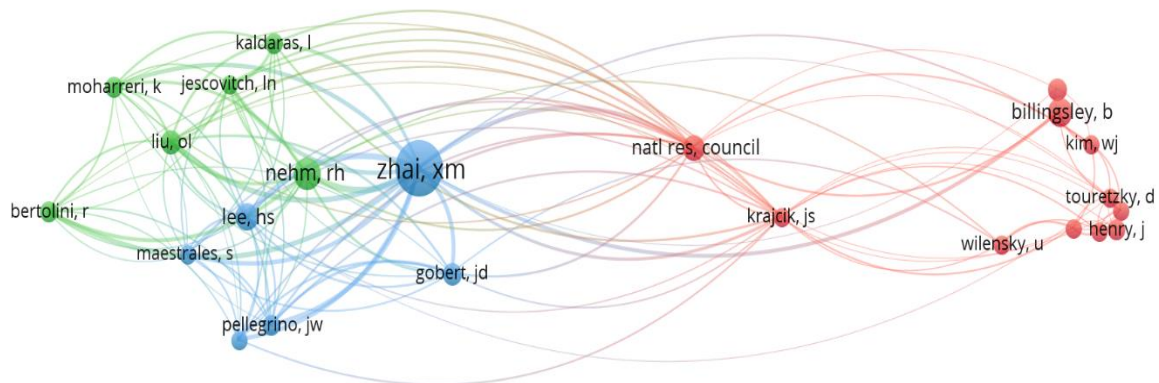 kaldaras, l
moharreri, k
jescovitch, ln
liu, ol
nehm, rh
zhai, xm
bertolini, r
lee, hs
maestrales, s
gobert, jd
pellegrino, jw
natl res, council
krajcik, js
wilensky, u
billingsley, b
kim, wj
touretzky, d
henry, j